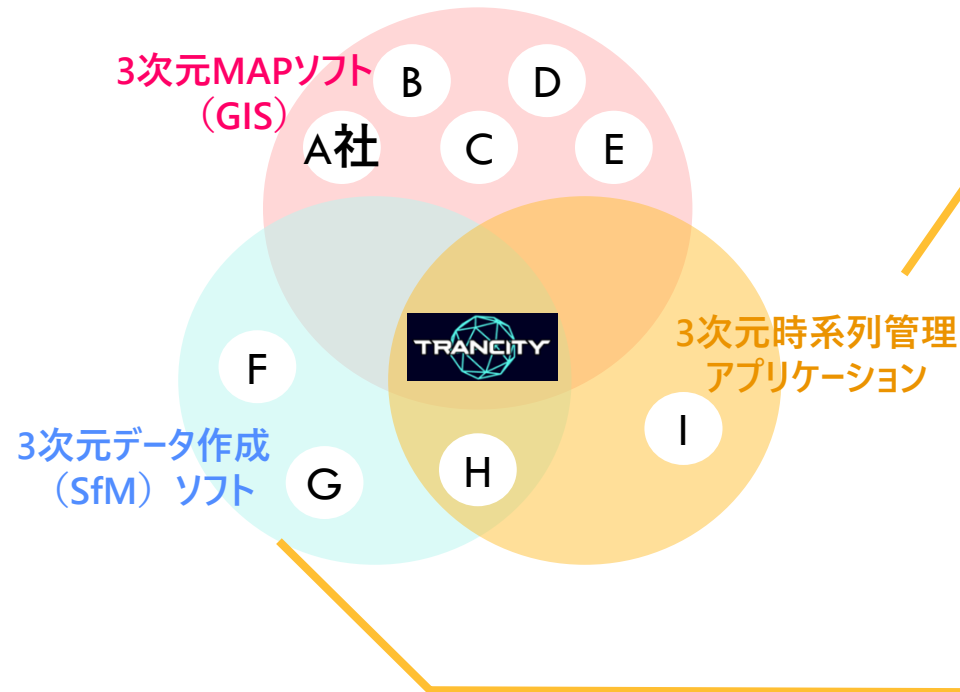 3次元MAPソフト
（GIS）
B
D
A社
C
E
TRANCITY
3次元時系列管理
アプリケーション
F
I
3次元データ作成
（SfM）ソフト
G
H